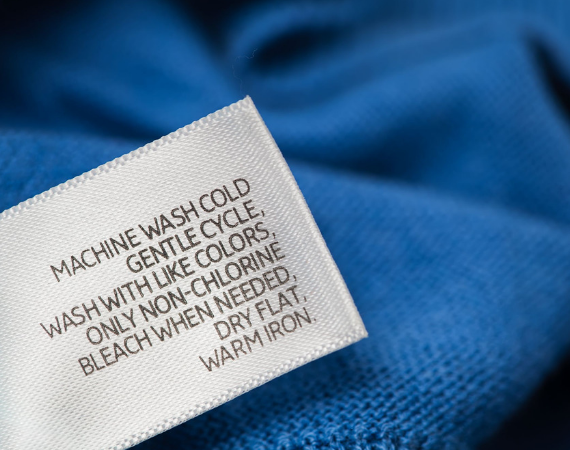 MACHINE WASH COLD
GENTLE CYCLE,
WASH WITH LIKE COLORS,
ONLY NON-CHLORINE
BLEACH WHEN NEEDED,
DRY FLAT,
WARM IRON.